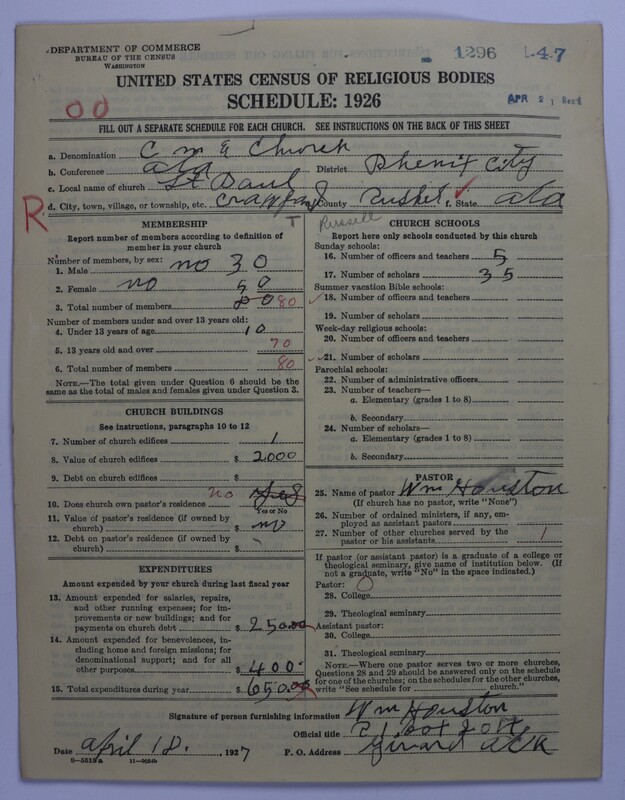 DEPARTMENT OF COMMERCE
BUREAU OF THE CENSUS
WASHINGTON
1296 L-47
UNITED STATES CENSUS OF RELIGIOUS BODIES
SCHEDULE: 1926
00
APR 21 Rec'd
FILL OUT A SEPARATE SCHEDULE FOR EACH CHURCH. SEE INSTRUCTIONS ON THE BACK OF THIS SHEET
a. Denomination C M E Church
b. Conference ala District Phenix City
c. Local name of church St Paul
d. City, town, village, or township, etc. County Russel f. State ala
R T Russell
MEMBERSHIP
Report number of members according to definition of
member in your church
Number of members, by sex:
1. Male no 30
2. Female no 50
3. Total number of members 80 80
Number of members under and over 13 years old:
4. Under 13 years of age 10
5. 13 years old and over 70
6. Total number of members 80
NOTE.—The total given under Question 6 should be
same as the total of males and females given under Question 3.
CHURCH BUILDINGS
See instructions, paragraphs 10 to 12
7. Number of church edifices 1
8. Value of church edifices $ 2000
9. Debt on church edifices $
10. Does church own pastor's residence? no yes
Yes or No
11. Value of pastor's residence (if owned by
church) $ no
12. Debt on pastor's residence (if owned by
church) $
EXPENDITURES
Amount expended by your church during last fiscal year
13. Amount expended for salaries, repairs,
and other running expenses; for im-
provements or new buildings; and for
payments on church debt $ 250.00
14. Amount expended for benevolences, in-
cluding home and foreign missions; for
denominational support; and for all
other purposes $ 400.
15. Total expenditures during year $ 650.00
CHURCH SCHOOLS
Report here only schools conducted by this church
Sunday schools:
16. Number of officers and teachers 5
17. Number of scholars 35
Summer vacation Bible schools:
18. Number of officers and teachers
19. Number of scholars
Week-day religious schools:
20. Number of officers and teachers
21. Number of scholars
Parochial schools:
22. Number of administrative officers
23. Number of teachers—
a. Elementary (grades 1 to 8)
b. Secondary
24. Number of scholars—
a. Elementary (grades 1 to 8)
b. Secondary
PASTOR
25. Name of pastor Wm Houston
(If church has no pastor, write "None")
26. Number of ordained ministers, if any, em-
ployed as assistant pastors
27. Number of other churches served by the
pastor or his assistants 1
If pastor (or assistant pastor) is a graduate of a college or
theological seminary, give name of institution below. (If
not a graduate, write "No" in the space indicated.)
Pastor: 0
28. College
29. Theological seminary
Assistant pastor:
30. College
31. Theological seminary
NOTE.—Where one pastor serves two or more churches,
Questions 28 and 29 should be answered only on the schedule
for one of the churches; on the schedules for the other churches,
write "See schedule for church."
Signature of person furnishing information Wm Houston
Official title
Date April 18, 1927 P. O. Address Girard ala
8-5518a 11-9024b